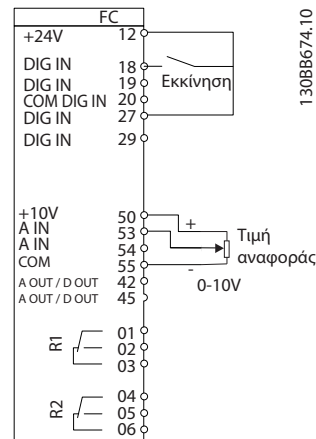 FC
+24V 12
DIG IN 18
DIG IN 19
Εκκίνηση
COM DIG IN 20
DIG IN 27
DIG IN 29
+10V 50 +
A IN 53
A IN 54
COM 55 -
Τιμή
αναφοράς
0-10V
A OUT / D OUT 42
A OUT / D OUT 45
R1
01
02
03
R2
04
05
06
130BB674.10